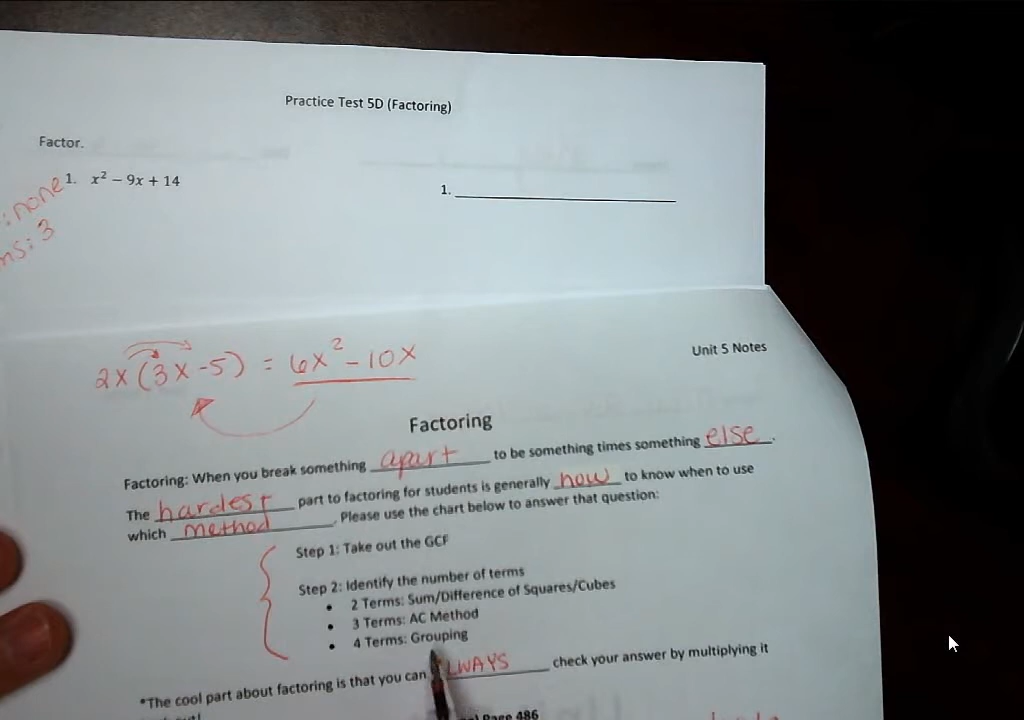 Practice Test 5D (Factoring)
Factor.
: none
1. x² – 9x + 14
1.
: 3
2x (3x - 5) = 6x² - 10x
Unit 5 Notes
Factoring
Factoring: When you break something apart to be something times something else.
The hardest part to factoring for students is generally how to know when to use
which method. Please use the chart below to answer that question:
Step 1: Take out the GCF
Step 2: Identify the number of terms
• 2 Terms: Sum/Difference of Squares/Cubes
• 3 Terms: AC Method
• 4 Terms: Grouping
*The cool part about factoring is that you can LWAYS check your answer by multiplying it
Page 486